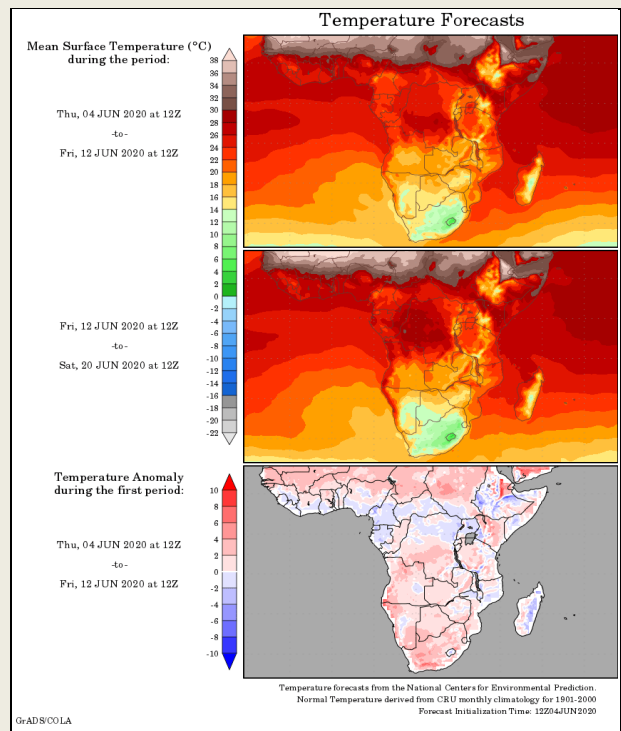 Temperature Forecasts
Mean Surface Temperature (°C)
during the period:
Thu, 04 JUN 2020 at 12Z
-to-
Fri, 12 JUN 2020 at 12Z
38
36
34
32
30
28
26
24
22
20
18
16
14
12
10
8
6
4
2
0
-2
-4
-6
-8
-10
-12
-14
-16
-17
-18
-20
-22
Fri, 12 JUN 2020 at 12Z
-to-
Sat, 20 JUN 2020 at 12Z
Temperature Anomaly
during the first period:
Thu, 04 JUN 2020 at 12Z
-to-
Fri, 12 JUN 2020 at 12Z
10
8
6
4
2
0
-2
-4
-6
-8
-10
Temperature forecasts from the National Centers for Environmental Prediction.
Normal Temperature derived from CRU monthly climatology for 1901-2000
Forecast Initialization Time: 12Z04JUN2020
GrADS/COLA